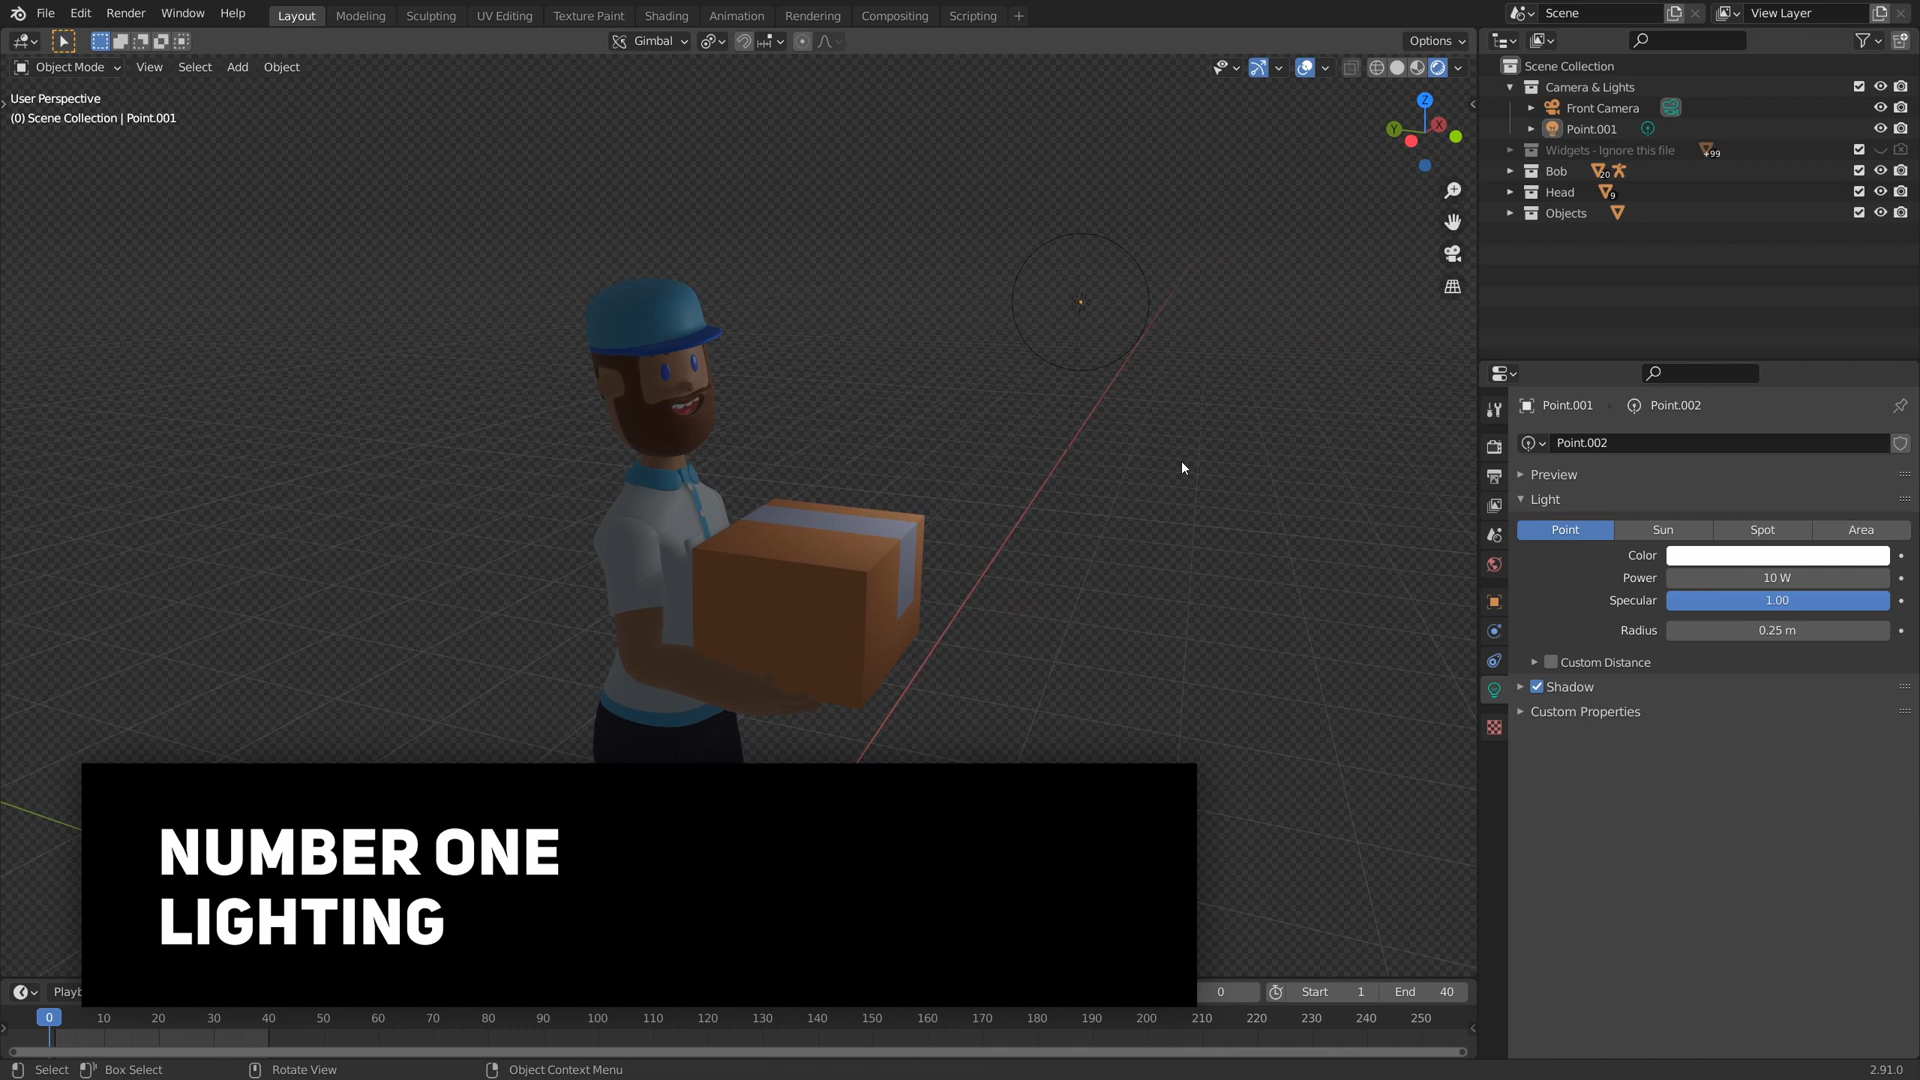 File Edit Render Window Help Layout Modeling Sculpting UV Editing Texture Paint Shading Animation Rendering Compositing Scripting + Scene View Layer
Gimbal Options
Object Mode View Select Add Object
User Perspective
(0) Scene Collection | Point.001
Z
Y X
Scene Collection
Camera & Lights
Front Camera
Point.001
Widgets - Ignore this file +99
Bob 20
Head 9
Objects
Point.001 Point.002
Point.002
Preview
Light
Point Sun Spot Area
Color
Power 10 W
Specular 1.00
Radius 0.25 m
Custom Distance
Shadow
Custom Properties
NUMBER ONE
LIGHTING
Playb 0 Start 1 End 40
0 10 20 30 40 50 60 70 80 90 100 110 120 130 140 150 160 170 180 190 200 210 220 230 240 250
Select Box Select Rotate View Object Context Menu 2.91.0